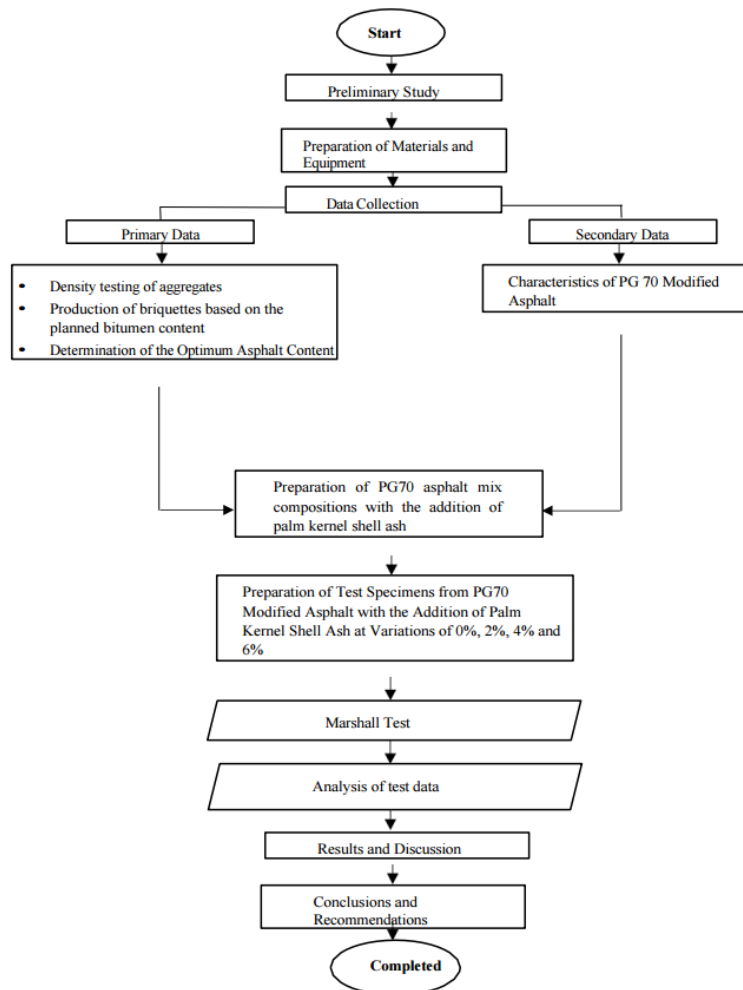 Start
Preliminary Study
Preparation of Materials and
Equipment
Data Collection
Primary Data
Secondary Data
• Density testing of aggregates
• Production of briquettes based on the
planned bitumen content
• Determination of the Optimum Asphalt Content
Characteristics of PG 70 Modified
Asphalt
Preparation of PG70 asphalt mix
compositions with the addition of
palm kernel shell ash
Preparation of Test Specimens from PG70
Modified Asphalt with the Addition of Palm
Kernel Shell Ash at Variations of 0%, 2%, 4% and
6%
Marshall Test
Analysis of test data
Results and Discussion
Conclusions and
Recommendations
Completed